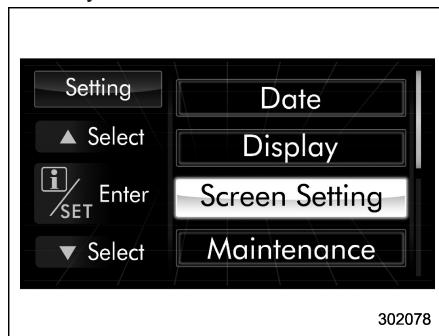 Setting
▲ Select
i/SET Enter
▼ Select
Date
Display
Screen Setting
Maintenance
302078